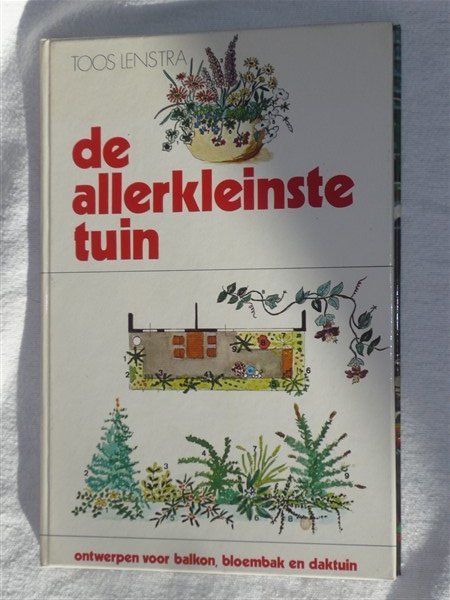 TOOS LENSTRA
de
allerkleinste
tuin
ontwerpen voor balkon, bloembak en daktuin